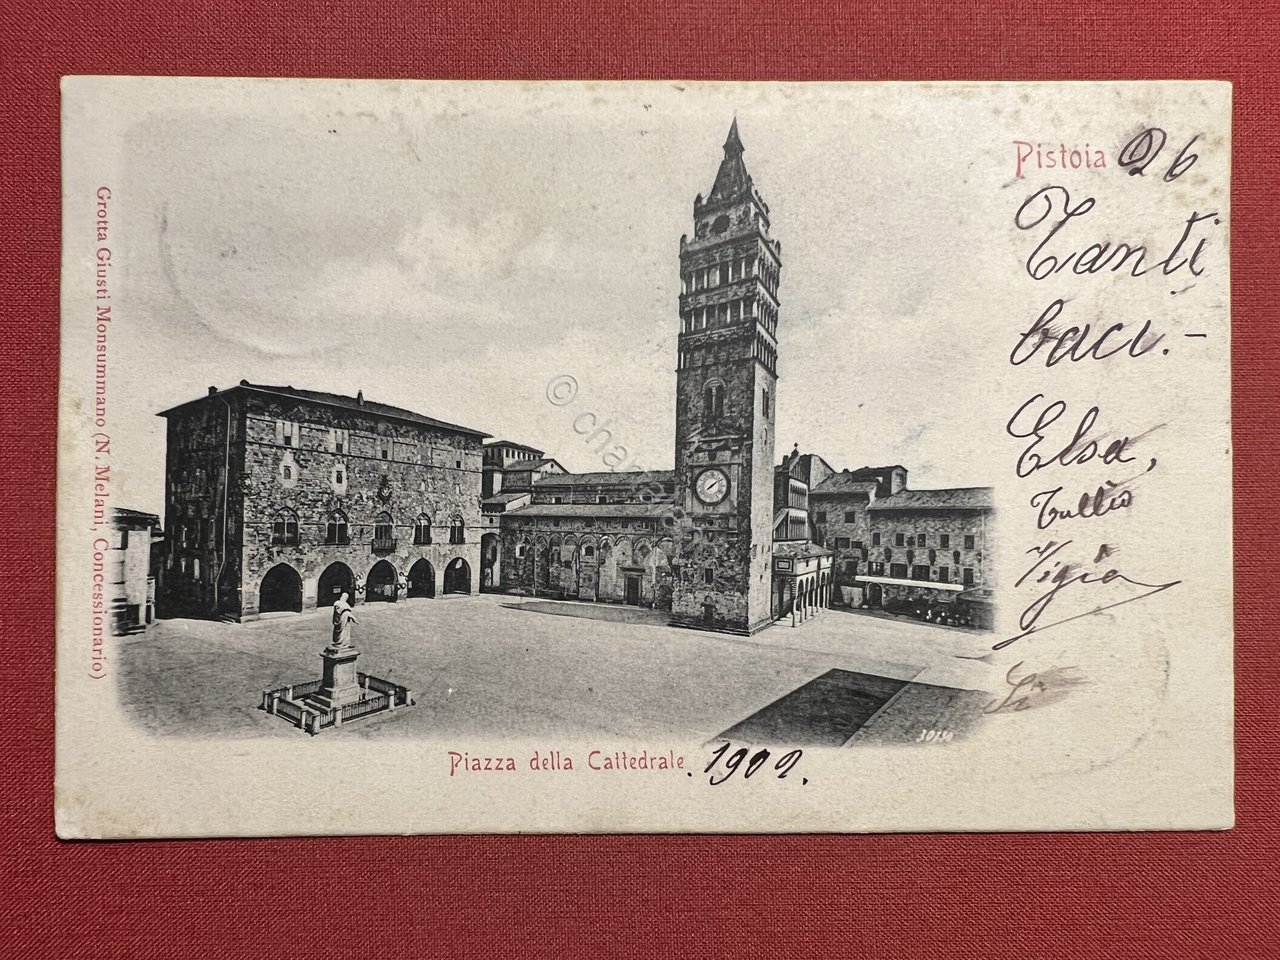 Pistoia 26
Tanti
baci.-
Elsa,
Tullio
Gigia
Grotta Giusti Monsummano (N. Melani, Concessionario)
Piazza della Cattedrale. 1902.